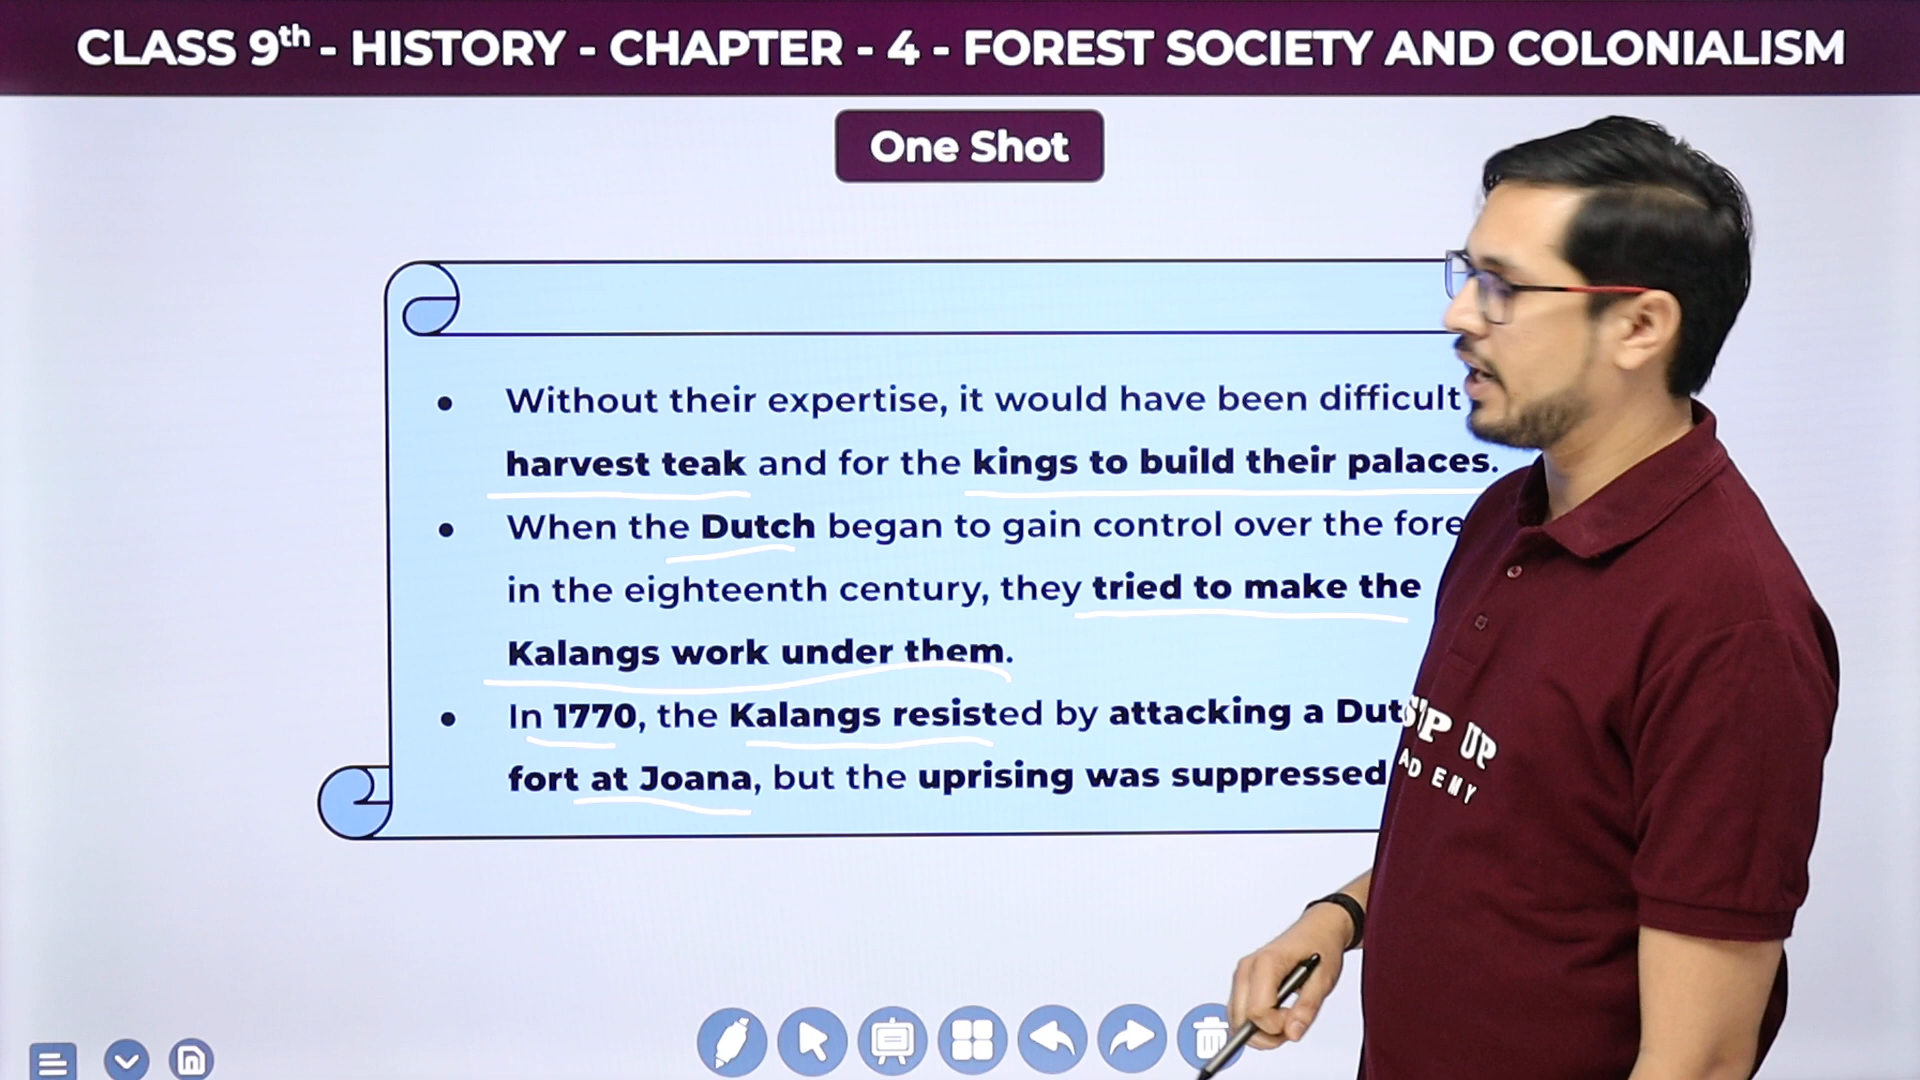 CLASS 9th - HISTORY - CHAPTER - 4 - FOREST SOCIETY AND COLONIALISM
One Shot
Without their expertise, it would have been difficult
harvest teak and for the kings to build their palaces.
When the Dutch began to gain control over the fore
in the eighteenth century, they tried to make the
Kalangs work under them.
In 1770, the Kalangs resisted by attacking a Dut
fort at Joana, but the uprising was suppressed
UP